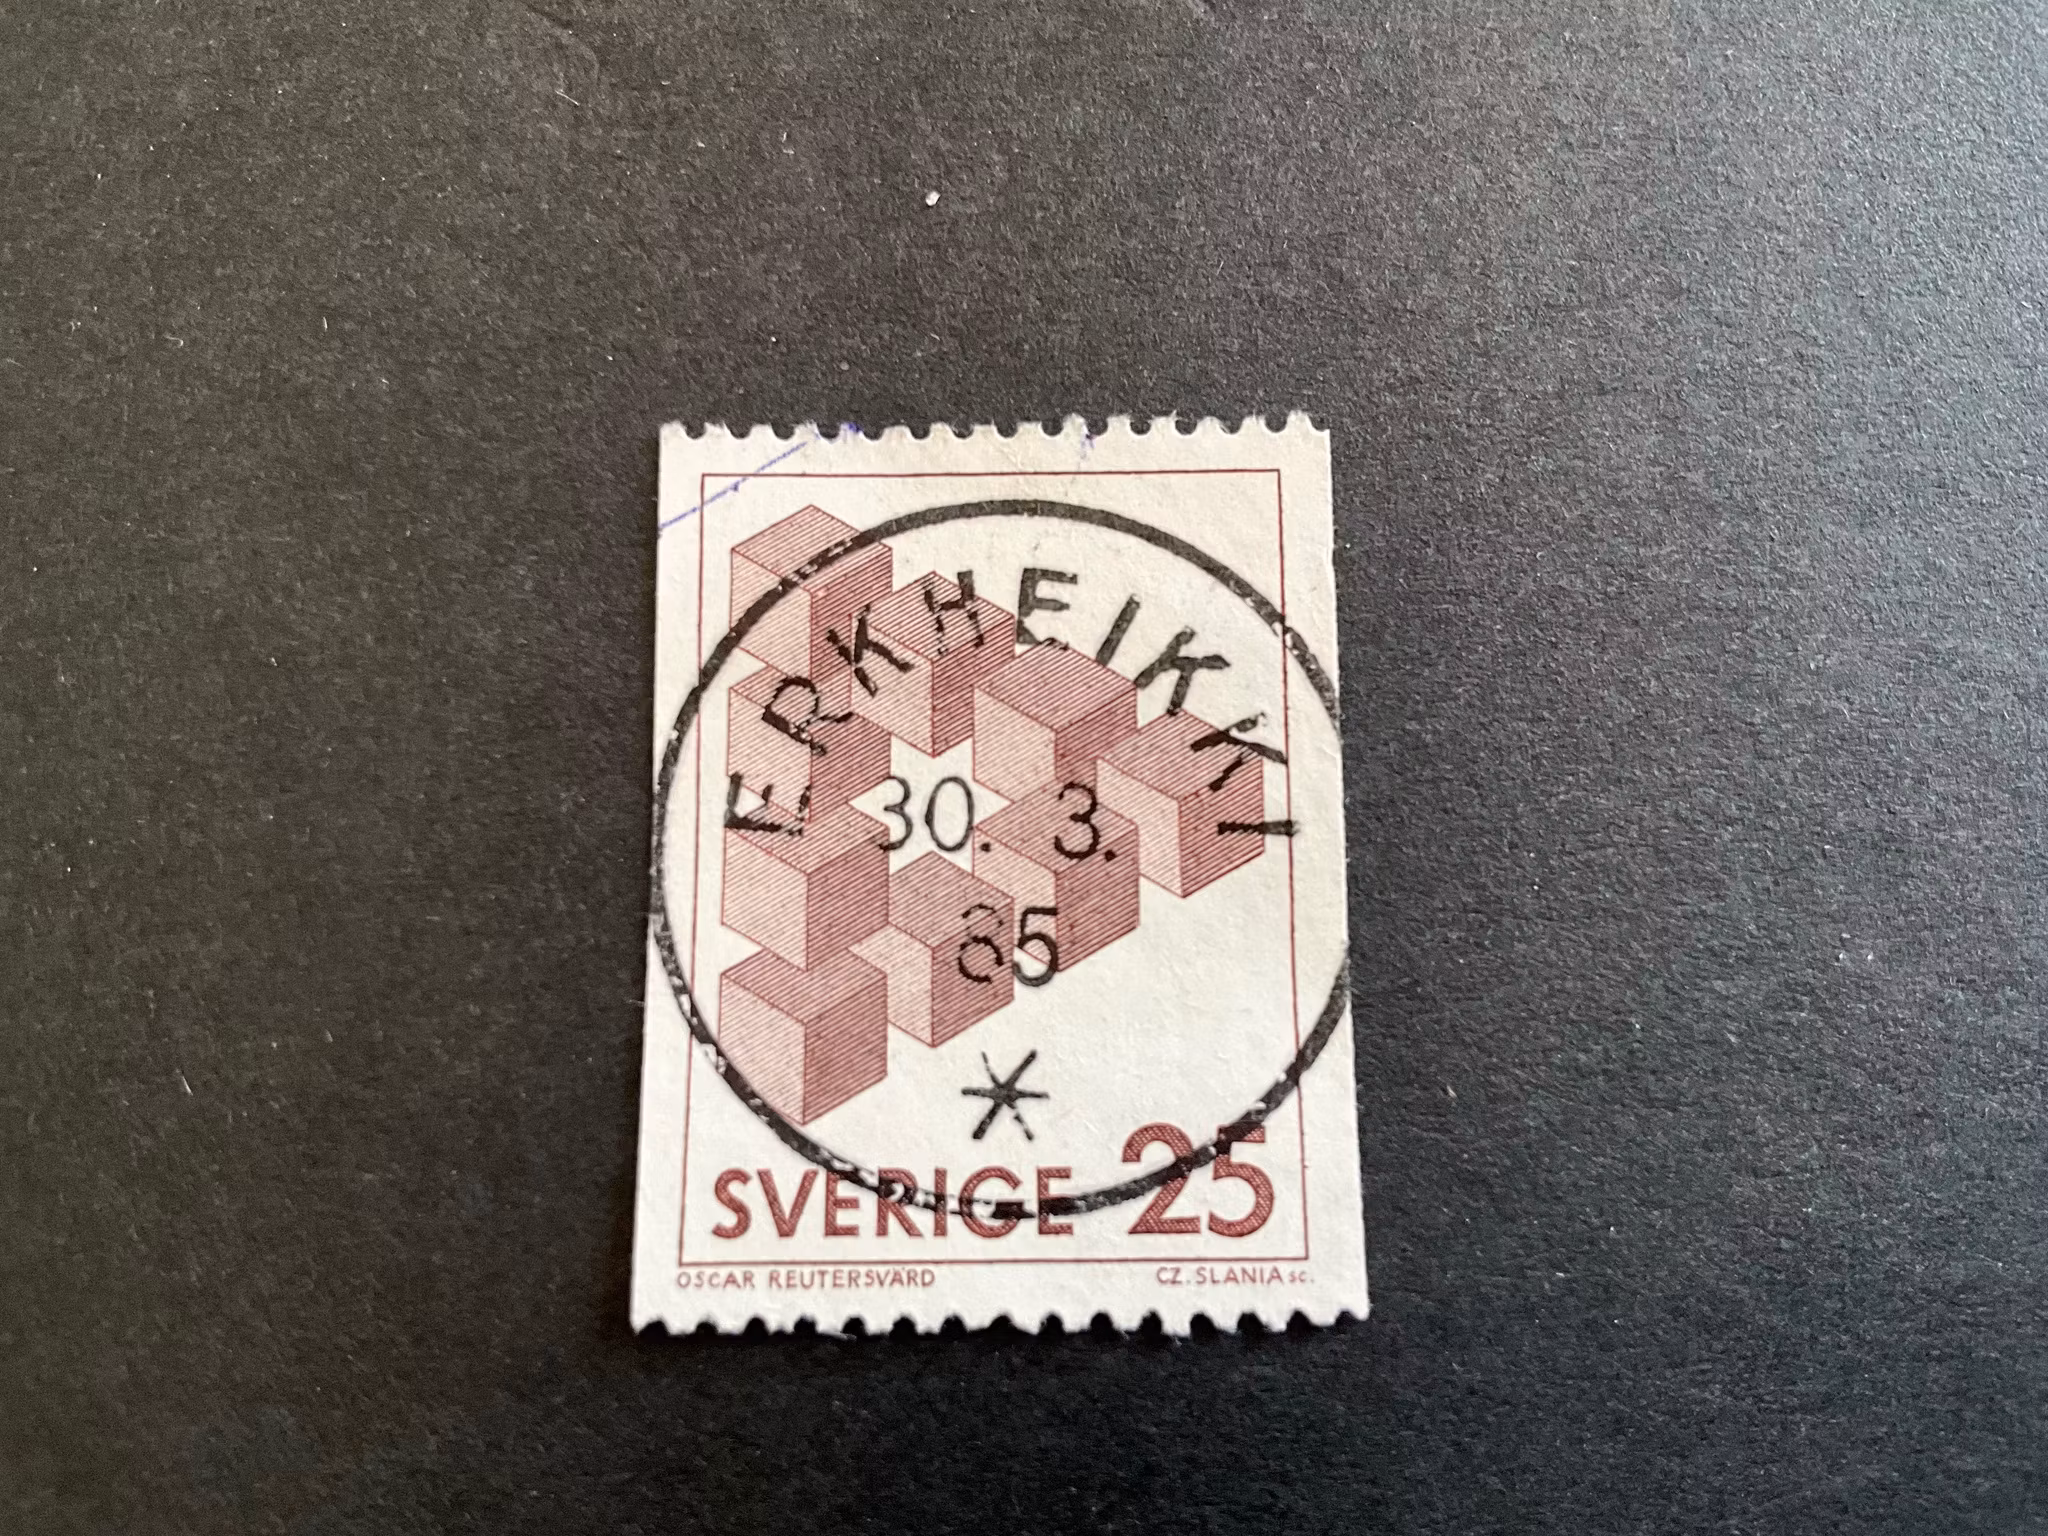 ERKHEIKKI
30. 3.
85
SVERIGE 25
OSCAR REUTERSVÄRD CZ. SLANIA sc.